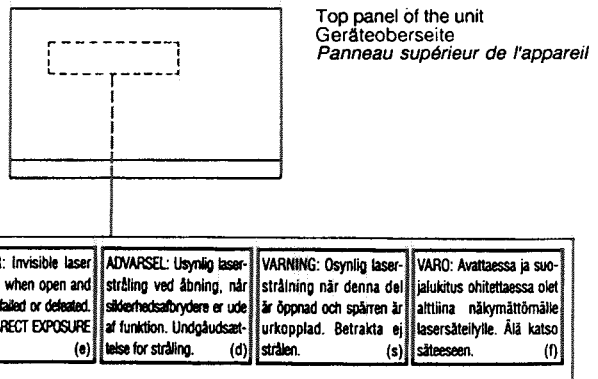 Top panel of the unit
Geräteoberseite
Panneau supérieur de l'appareil
: Invisible laser
when open and
failed or defeated.
RECT EXPOSURE
(e)
ADVARSEL: Usynlig laser-
stråling ved åbning, når
sikkerhedsafbrydere er ude
af funktion. Undgåudsæt-
telse for stråling. (d)
VARNING: Osynlig laser-
strålning när denna del
är öppnad och spärren är
urkopplad. Betrakta ej
strålen. (s)
VARO: Avattaessa ja suo-
jalukitus ohitettaessa olet
alttiina näkymättömälle
lasersäteilylle. Älä katso
säteeseen. (f)